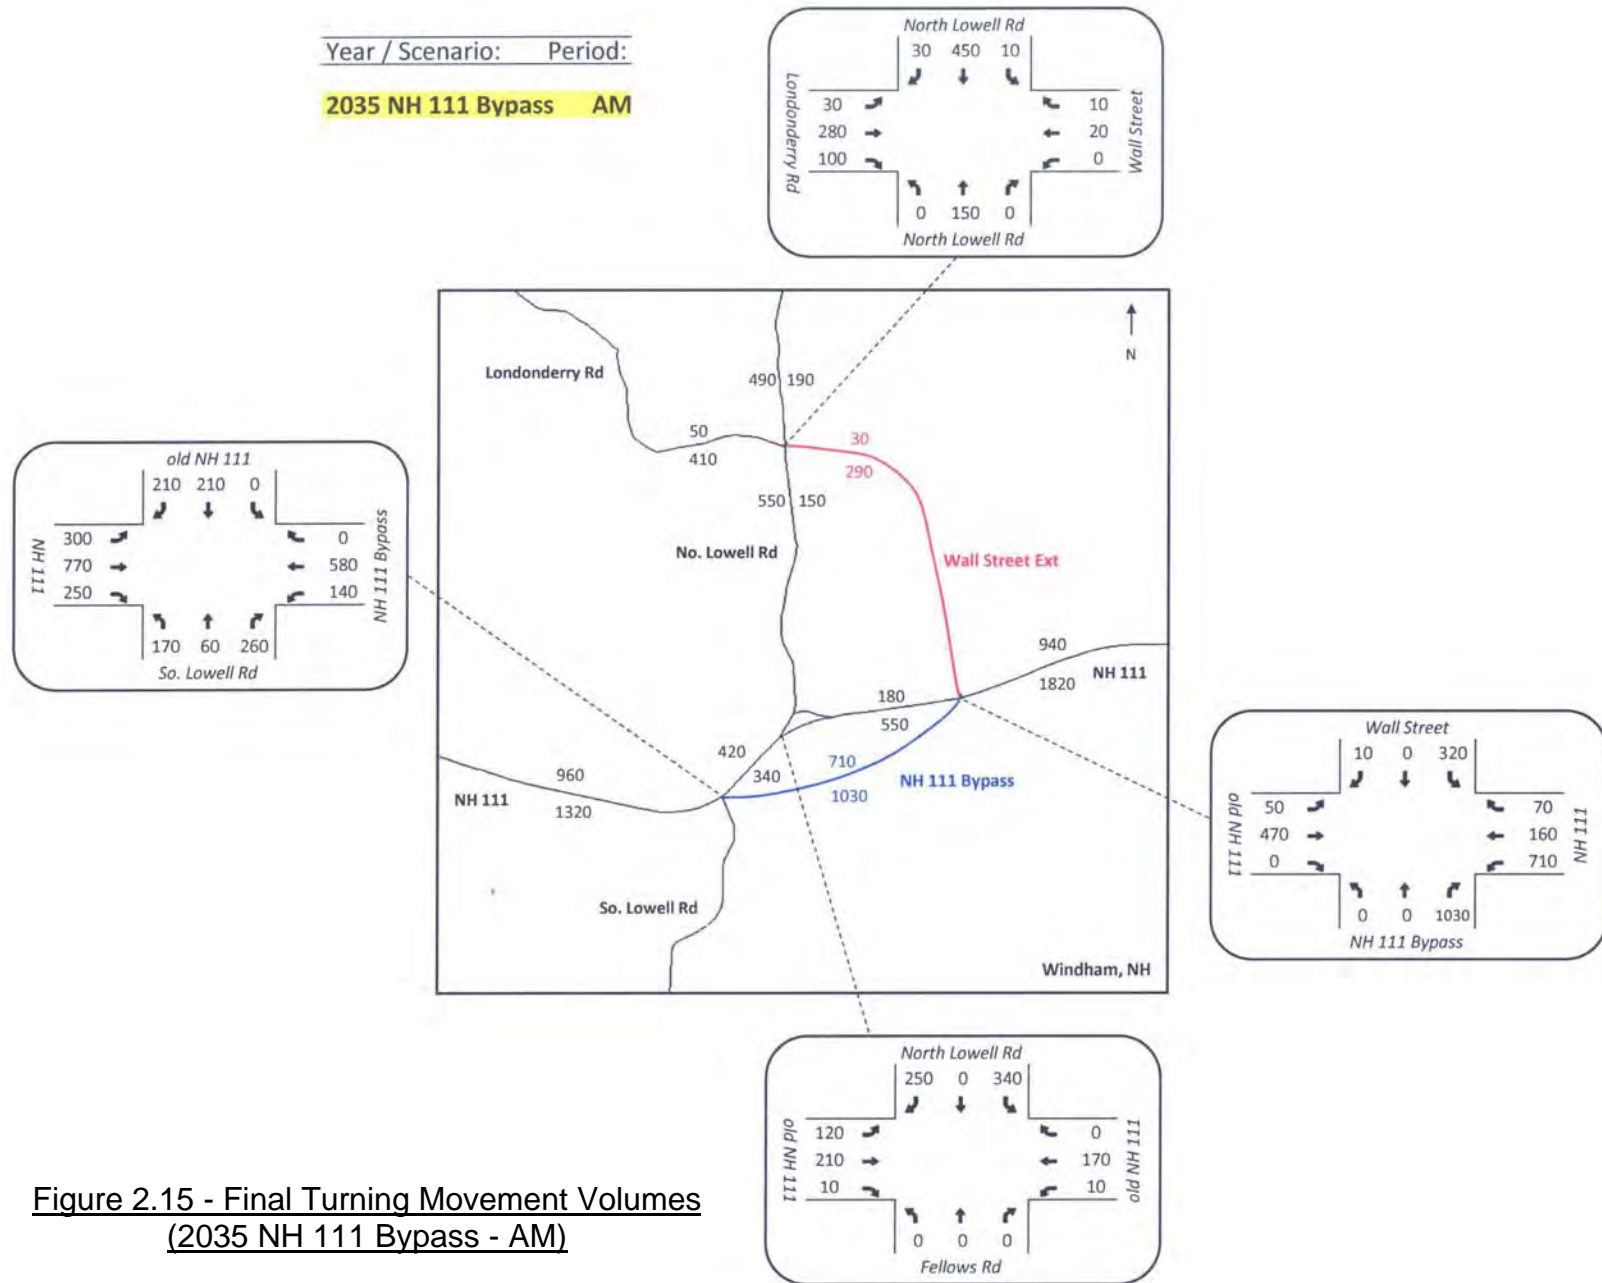 Year / Scenario: Period:
2035 NH 111 Bypass AM
North Lowell Rd
30 450 10
Londonderry Rd
30
280
100
10
20
0
Wall Street
0 150 0
North Lowell Rd
N
Londonderry Rd
490 190
50
410
30
290
550 150
No. Lowell Rd
Wall Street Ext
940
1820
NH 111
180
550
420
340
710
1030
NH 111 Bypass
960
1320
NH 111
So. Lowell Rd
Windham, NH
old NH 111
210 210 0
NH 111
300
770
250
0
580
140
NH 111 Bypass
170 60 260
So. Lowell Rd
Wall Street
10 0 320
old NH 111
50
470
0
70
160
710
NH 111
0 0 1030
NH 111 Bypass
North Lowell Rd
250 0 340
old NH 111
120
210
10
0
170
10
old NH 111
0 0 0
Fellows Rd
Figure 2.15 - Final Turning Movement Volumes
(2035 NH 111 Bypass - AM)